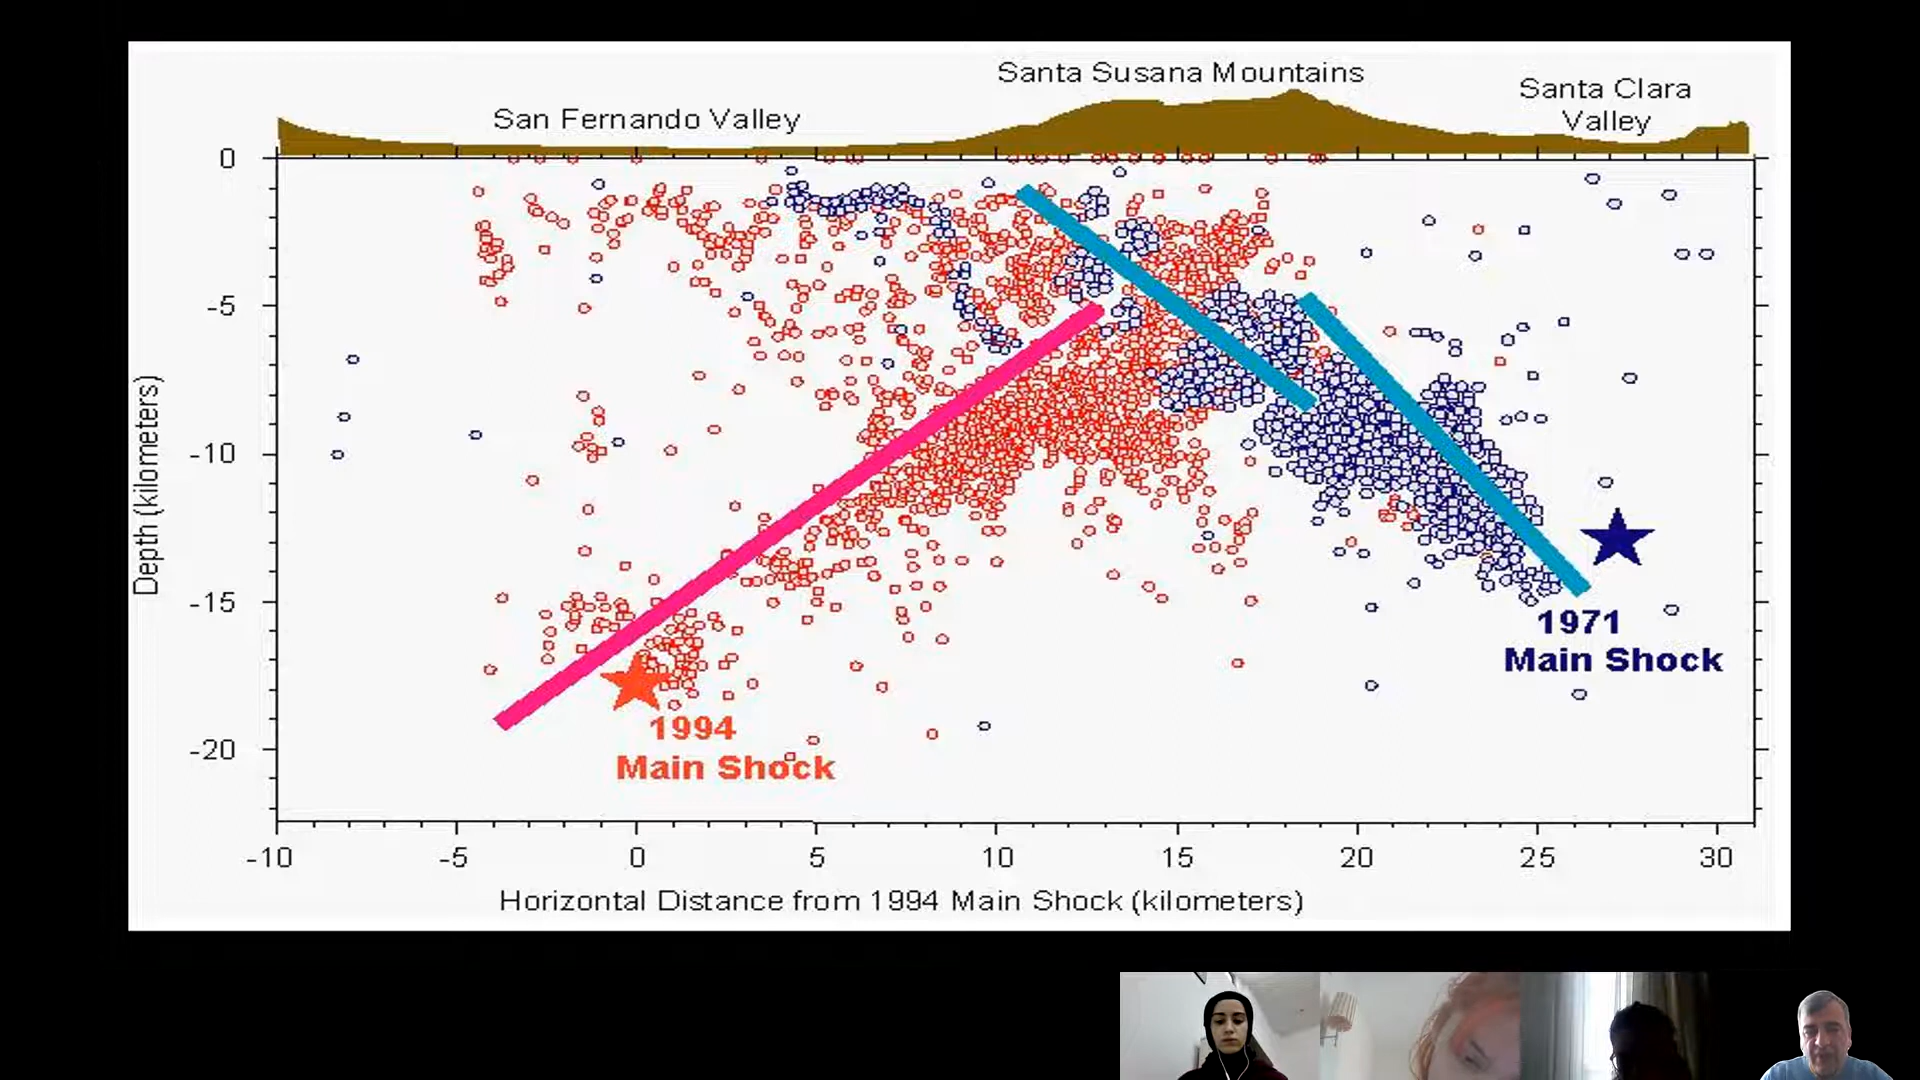 Santa Susana Mountains
Santa Clara
Valley
San Fernando Valley
0
-5
-10
-15
-20
Depth (kilometers)
1971
Main Shock
1994
Main Shock
-10 -5 0 5 10 15 20 25 30
Horizontal Distance from 1994 Main Shock (kilometers)